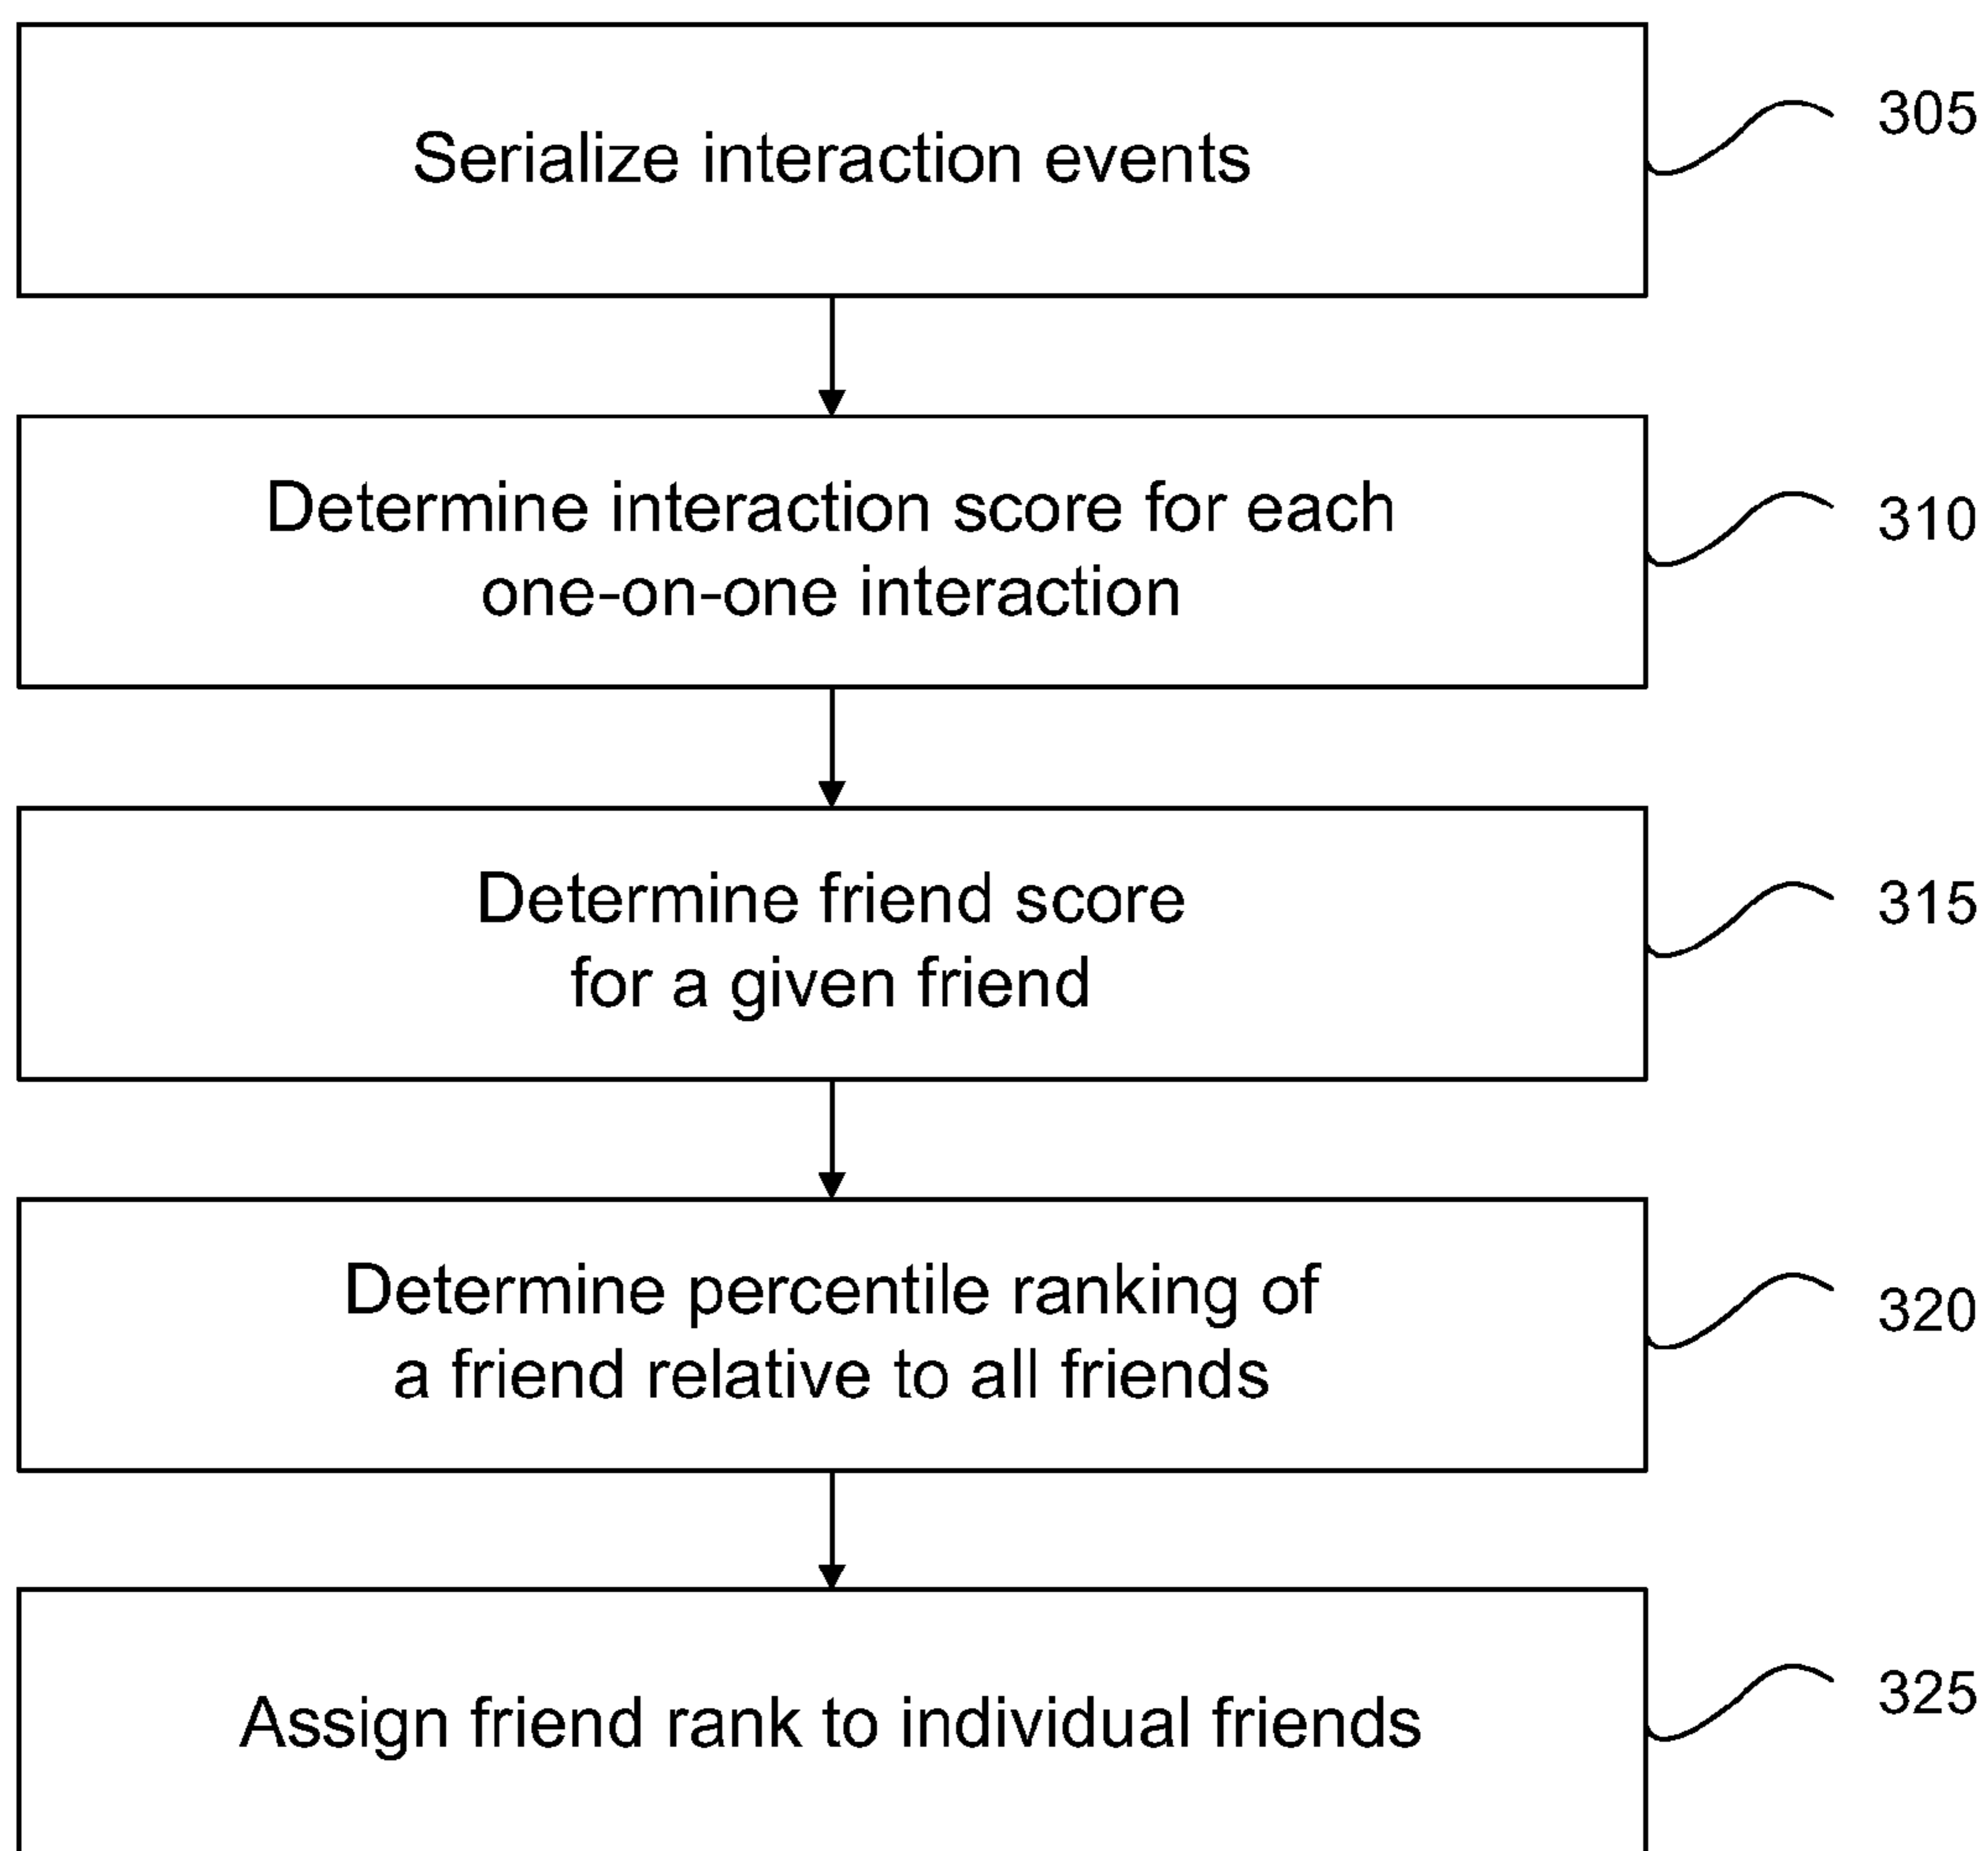 Serialize interaction events
305
Determine interaction score for each
one-on-one interaction
310
Determine friend score
for a given friend
315
Determine percentile ranking of
a friend relative to all friends
320
Assign friend rank to individual friends
325